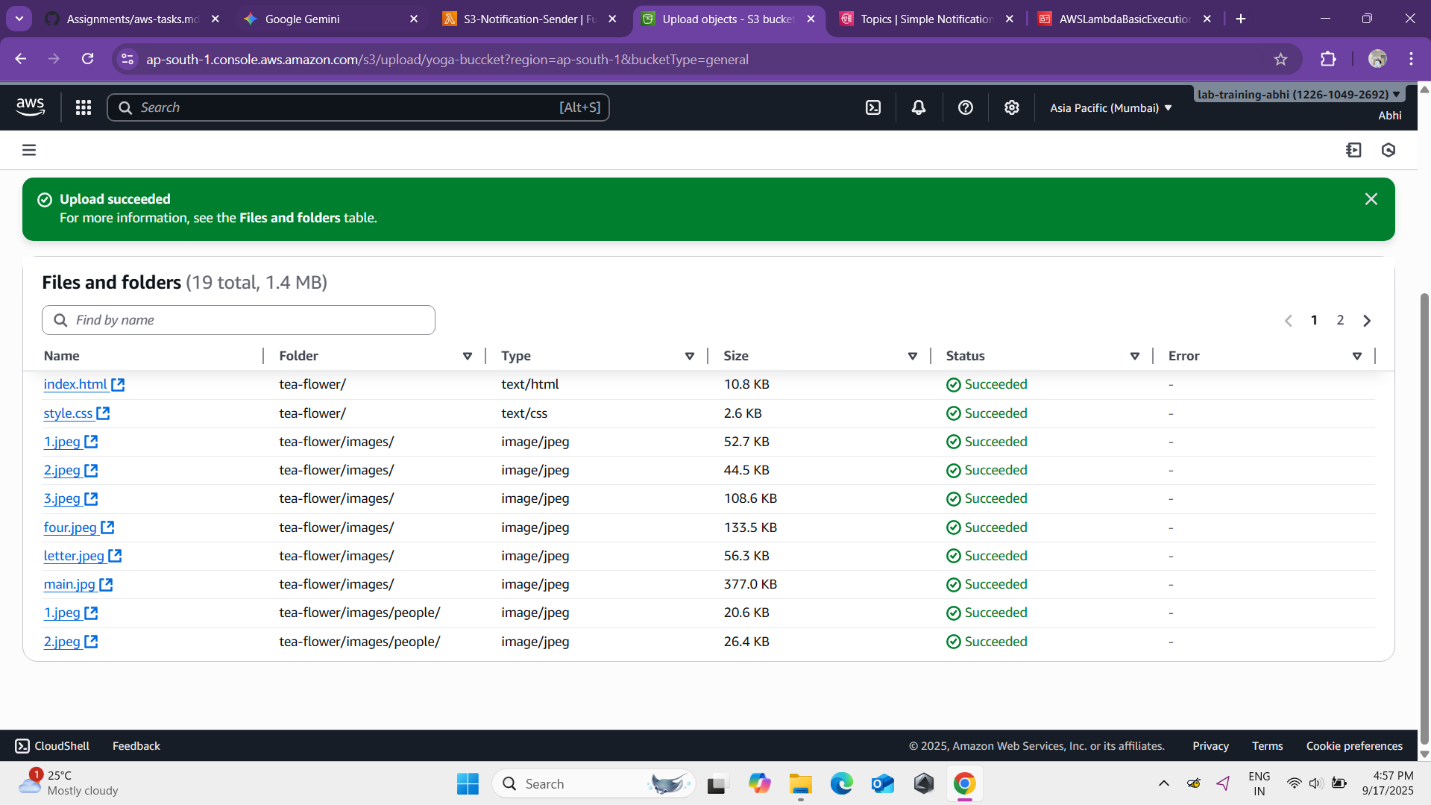 Assignments/aws-tasks.md
Google Gemini
S3-Notification-Sender | Fu
Upload objects - S3 bucket
Topics | Simple Notification
AWSLambdaBasicExecution
ap-south-1.console.aws.amazon.com/s3/upload/yoga-buccket?region=ap-south-1&bucketType=general
aws
Search [Alt+S]
Asia Pacific (Mumbai)
lab-training-abhi (1226-1049-2692)
Abhi
Upload succeeded
For more information, see the Files and folders table.
Files and folders (19 total, 1.4 MB)
Find by name
1 2
Name Folder Type Size Status Error
index.html tea-flower/ text/html 10.8 KB Succeeded -
style.css tea-flower/ text/css 2.6 KB Succeeded -
1.jpeg tea-flower/images/ image/jpeg 52.7 KB Succeeded -
2.jpeg tea-flower/images/ image/jpeg 44.5 KB Succeeded -
3.jpeg tea-flower/images/ image/jpeg 108.6 KB Succeeded -
four.jpeg tea-flower/images/ image/jpeg 133.5 KB Succeeded -
letter.jpeg tea-flower/images/ image/jpeg 56.3 KB Succeeded -
main.jpg tea-flower/images/ image/jpeg 377.0 KB Succeeded -
1.jpeg tea-flower/images/people/ image/jpeg 20.6 KB Succeeded -
2.jpeg tea-flower/images/people/ image/jpeg 26.4 KB Succeeded -
CloudShell Feedback © 2025, Amazon Web Services, Inc. or its affiliates. Privacy Terms Cookie preferences
1
25°C
Mostly cloudy
Search
ENG
IN
4:57 PM
9/17/2025